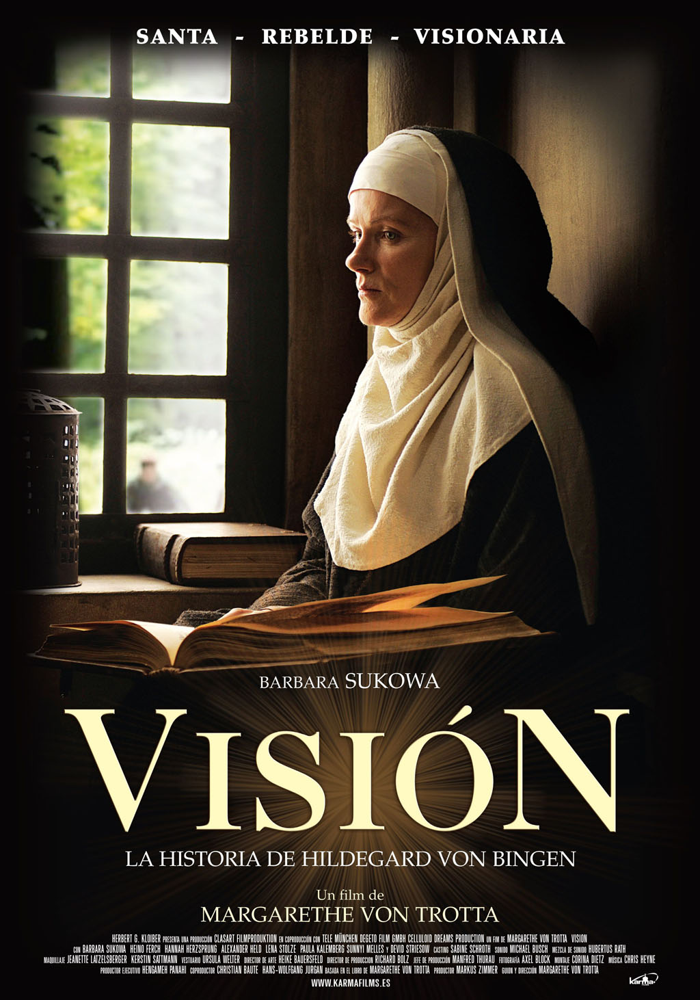 SANTA - REBELDE - VISIONARIA
BARBARA SUKOWA
VISIÓN
LA HISTORIA DE HILDEGARD VON BINGEN
Un film de
MARGARETHE VON TROTTA
HERBERT G. KLOIBER PRESENTA UNA PRODUCCIÓN CLASART FILMPRODUKTION EN COPRODUCCIÓN CON TELE MÜNCHEN DEGETO FILM GMBH CELLULOID DREAMS PRODUCTION UN FIM DE MARGARETHE VON TROTTA VISION
CON BARBARA SUKOWA HEINO FERCH HANNAH HERZSPRUNG ALEXANDER HELD LENA STOLZE PAULA KALEMBERG SUNNYI MELLES Y DEVID STRIESOW CASTING SABINE SCHROTH SONIDO MICHAEL BUSCH MEZCLA DE SONIDO HUBERTUS RATH
MAQUILLAJE JEANETTE LATZELSBERGER KERSTIN SATTMANN VESTUARIO URSULA WELTER DIRECTOR DE ARTE HEIKE BAUERSFELD DIRECTOR DE PRODUCCION RICHARD BOLZ JEFE DE PRODUCCIÓN MANFRED THURAU FOTOGRAFÍA AXEL BLOCK MONTAJE CORINA DIETZ MÚSICA CHRIS HEYNE
PRODUCTOR EJECUTIVO HENGAMEH PANAHI COPRODUCTOR CHRISTIAN BAUTE HANS-WOLFGANG JURGAN BASADA EN EL LIBRO DE MARGARETHE VON TROTTA PRODUCTOR MARKUS ZIMMER GUION Y DIRECCIÓN MARGARETHE VON TROTTA
WWW.KARMAFILMS.ES
karma